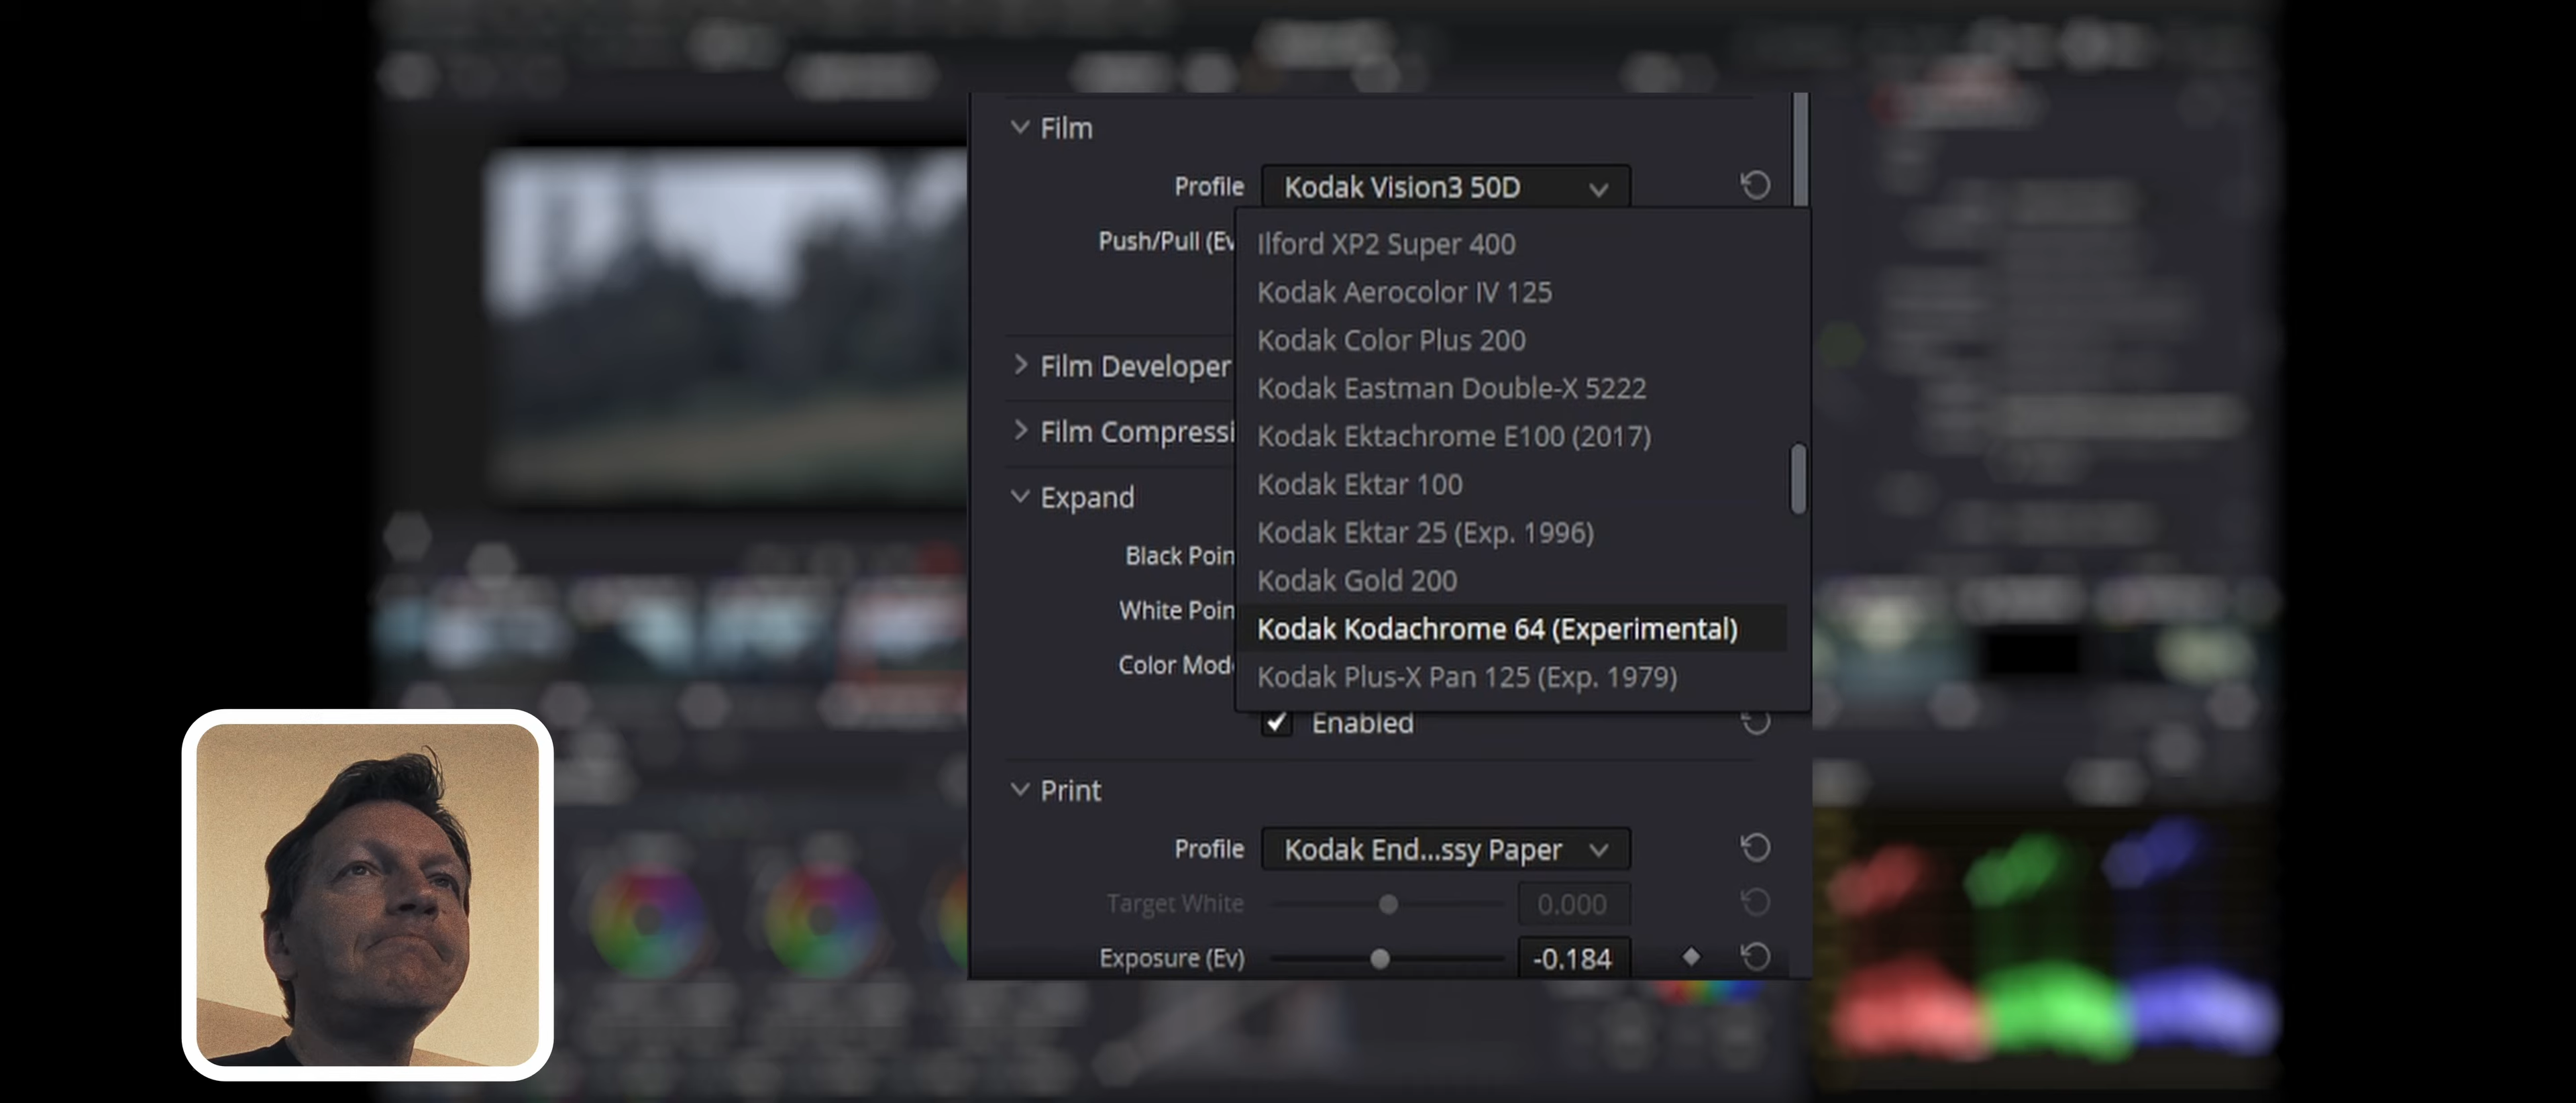 Film
Profile
Kodak Vision3 50D
Push/Pull (Ev
Ilford XP2 Super 400
Kodak Aerocolor IV 125
Kodak Color Plus 200
Film Developer
Kodak Eastman Double-X 5222
Film Compressi
Kodak Ektachrome E100 (2017)
Kodak Ektar 100
Expand
Kodak Ektar 25 (Exp. 1996)
Black Poin
Kodak Gold 200
White Poin
Kodak Kodachrome 64 (Experimental)
Color Mod
Kodak Plus-X Pan 125 (Exp. 1979)
Enabled
Print
Profile
Kodak End...ssy Paper
Target White
0.000
Exposure (Ev)
-0.184